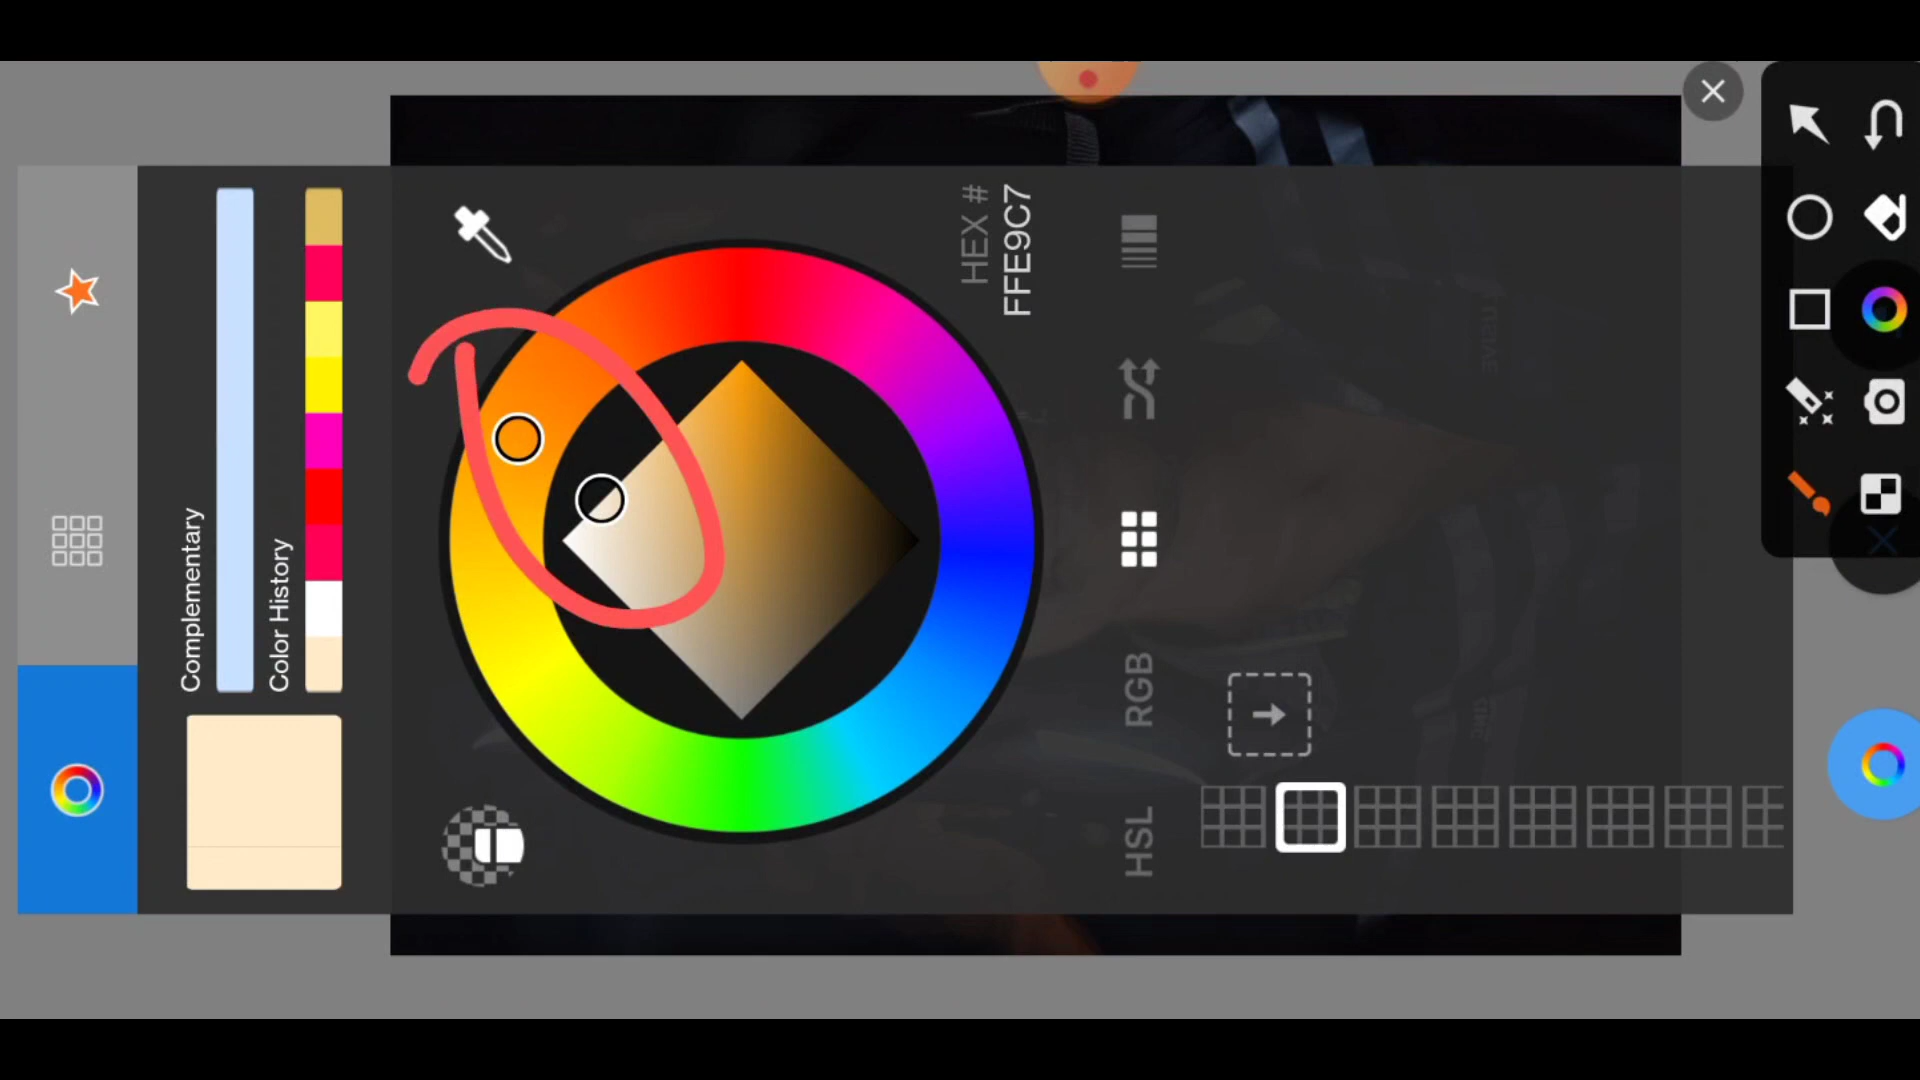 Complementary
Color History
HEX #
FFE9C7
RGB
HSL